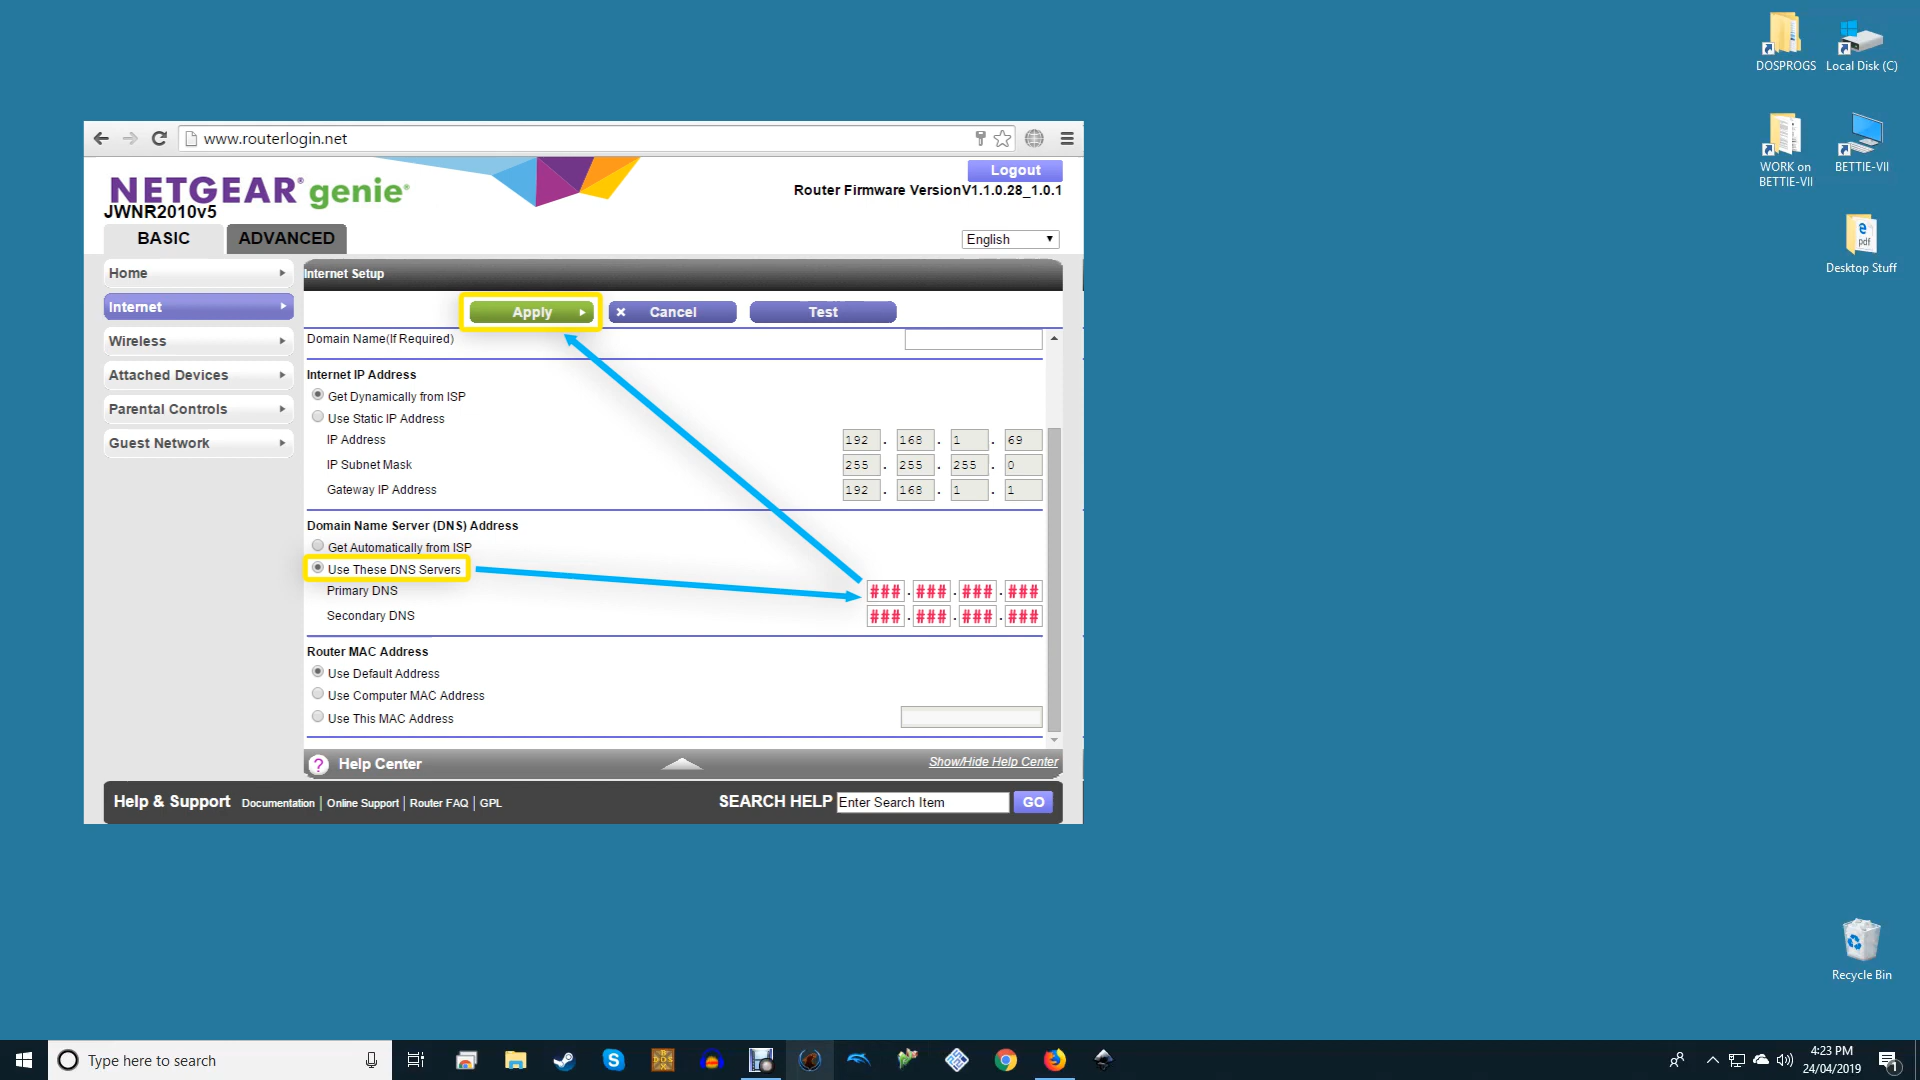 DOSPROGS
Local Disk (C)
WORK on
BETTIE-VII
BETTIE-VII
Desktop Stuff
www.routerlogin.net
NETGEAR® genie®
JWNR2010v5
Logout
Router Firmware VersionV1.1.0.28_1.0.1
BASIC
ADVANCED
English
Home
Internet
Wireless
Attached Devices
Parental Controls
Guest Network
Internet Setup
Apply
Cancel
Test
Domain Name(If Required)
Internet IP Address
Get Dynamically from ISP
Use Static IP Address
IP Address 192 . 168 . 1 . 69
IP Subnet Mask 255 . 255 . 255 . 0
Gateway IP Address 192 . 168 . 1 . 1
Domain Name Server (DNS) Address
Get Automatically from ISP
Use These DNS Servers
Primary DNS ### . ### . ### . ###
Secondary DNS ### . ### . ### . ###
Router MAC Address
Use Default Address
Use Computer MAC Address
Use This MAC Address
? Help Center
Show/Hide Help Center
Help & Support Documentation | Online Support | Router FAQ | GPL
SEARCH HELP Enter Search Item GO
Recycle Bin
Type here to search
4:23 PM
24/04/2019
1